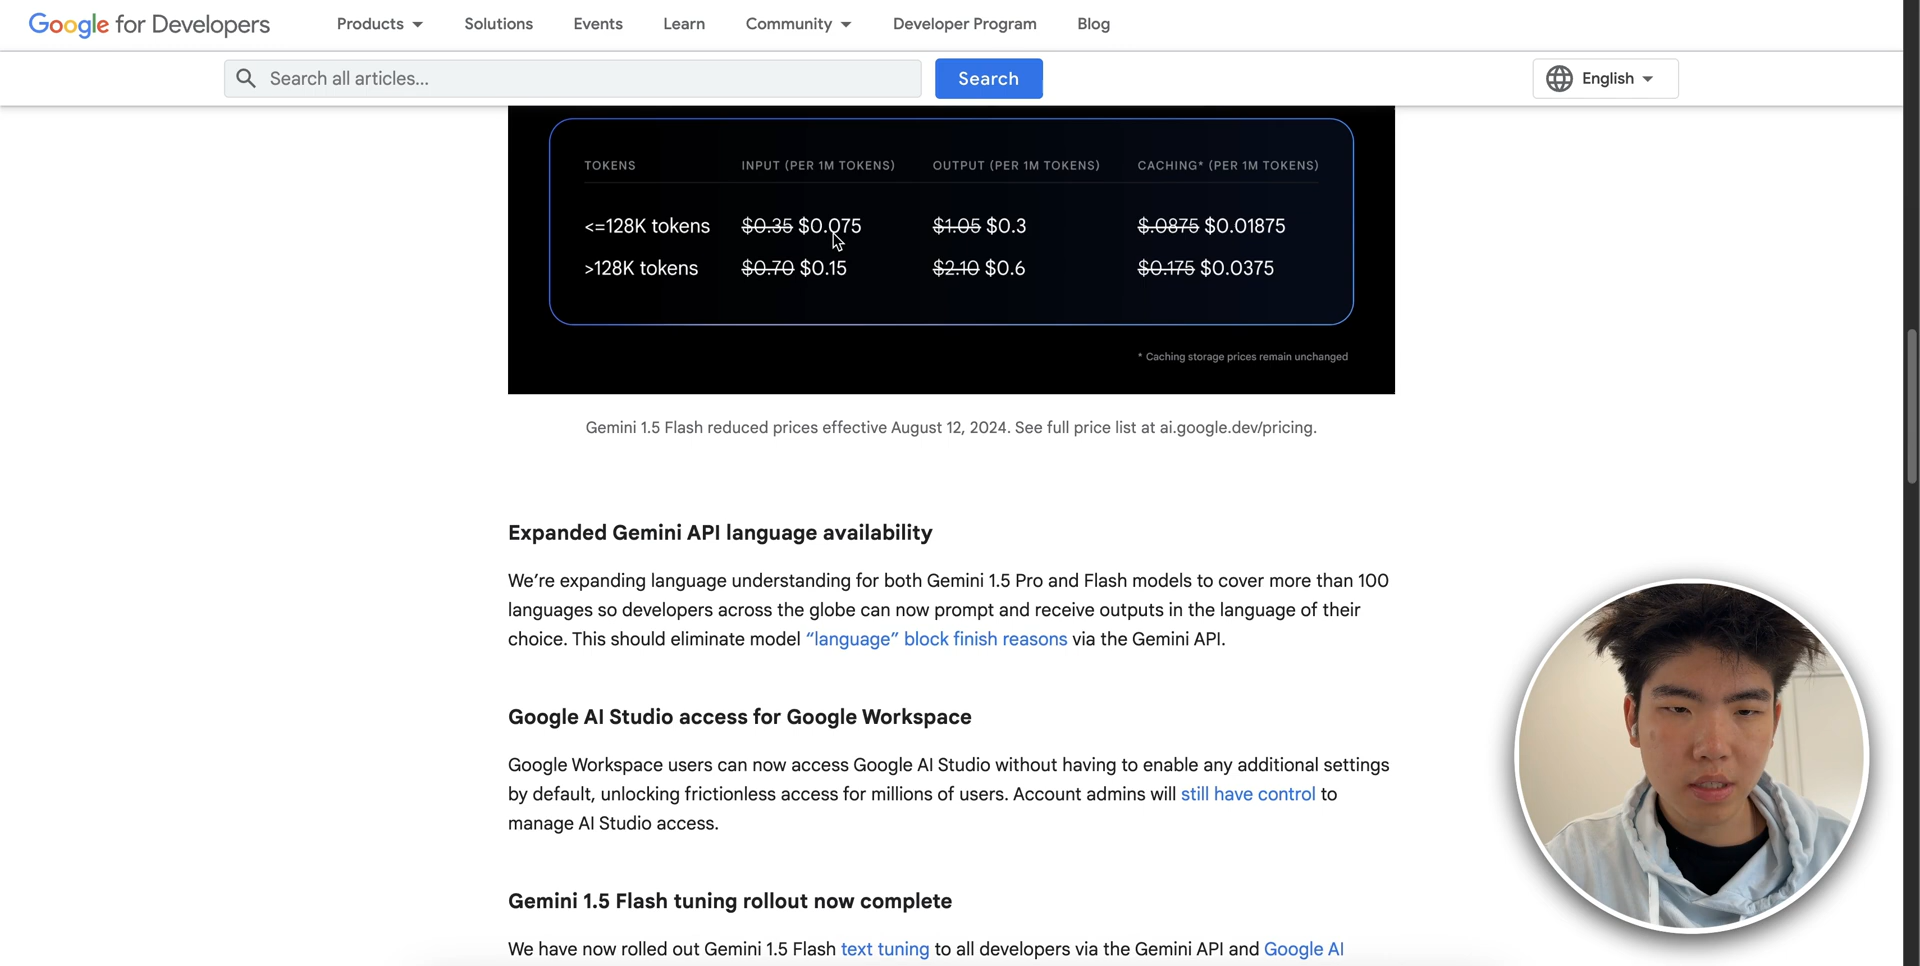 Google for Developers Products Solutions Events Learn Community Developer Program Blog
Search all articles... Search English
TOKENS INPUT (PER 1M TOKENS) OUTPUT (PER 1M TOKENS) CACHING* (PER 1M TOKENS)
<=128K tokens $0.35 $0.075 $1.05 $0.3 $.0875 $0.01875
>128K tokens $0.70 $0.15 $2.10 $0.6 $0.175 $0.0375
* Caching storage prices remain unchanged
Gemini 1.5 Flash reduced prices effective August 12, 2024. See full price list at ai.google.dev/pricing.
Expanded Gemini API language availability
We’re expanding language understanding for both Gemini 1.5 Pro and Flash models to cover more than 100
languages so developers across the globe can now prompt and receive outputs in the language of their
choice. This should eliminate model “language” block finish reasons via the Gemini API.
Google AI Studio access for Google Workspace
Google Workspace users can now access Google AI Studio without having to enable any additional settings
by default, unlocking frictionless access for millions of users. Account admins will still have control to
manage AI Studio access.
Gemini 1.5 Flash tuning rollout now complete
We have now rolled out Gemini 1.5 Flash text tuning to all developers via the Gemini API and Google AI